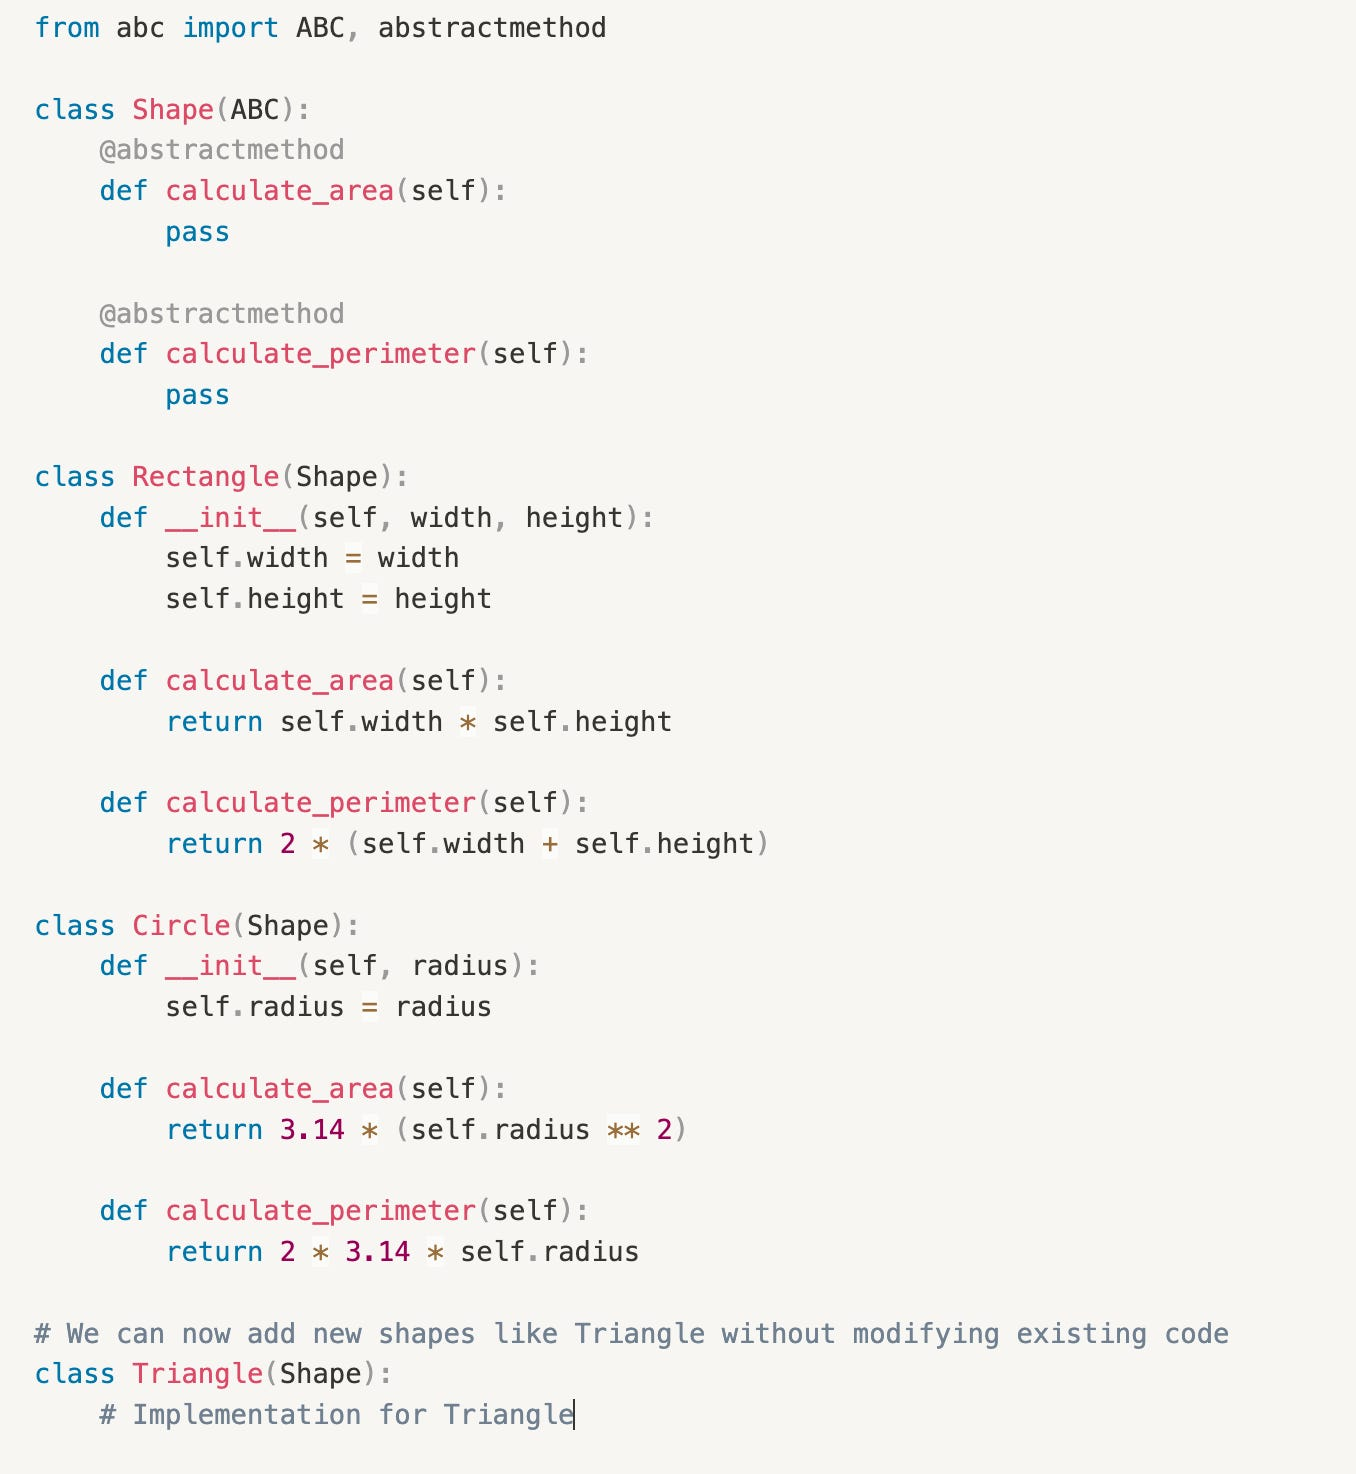 from abc import ABC, abstractmethod

class Shape(ABC):
    @abstractmethod
    def calculate_area(self):
        pass

    @abstractmethod
    def calculate_perimeter(self):
        pass

class Rectangle(Shape):
    def __init__(self, width, height):
        self.width = width
        self.height = height

    def calculate_area(self):
        return self.width * self.height

    def calculate_perimeter(self):
        return 2 * (self.width + self.height)

class Circle(Shape):
    def __init__(self, radius):
        self.radius = radius

    def calculate_area(self):
        return 3.14 * (self.radius ** 2)

    def calculate_perimeter(self):
        return 2 * 3.14 * self.radius

# We can now add new shapes like Triangle without modifying existing code
class Triangle(Shape):
    # Implementation for Triangle